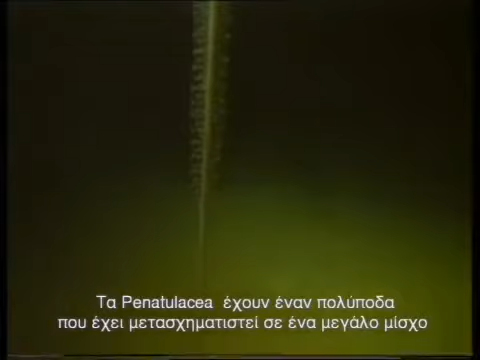 Τα Penatulacea έχουν έναν πολύποδα
που έχει μετασχηματιστεί σε ένα μεγάλο μίσχο